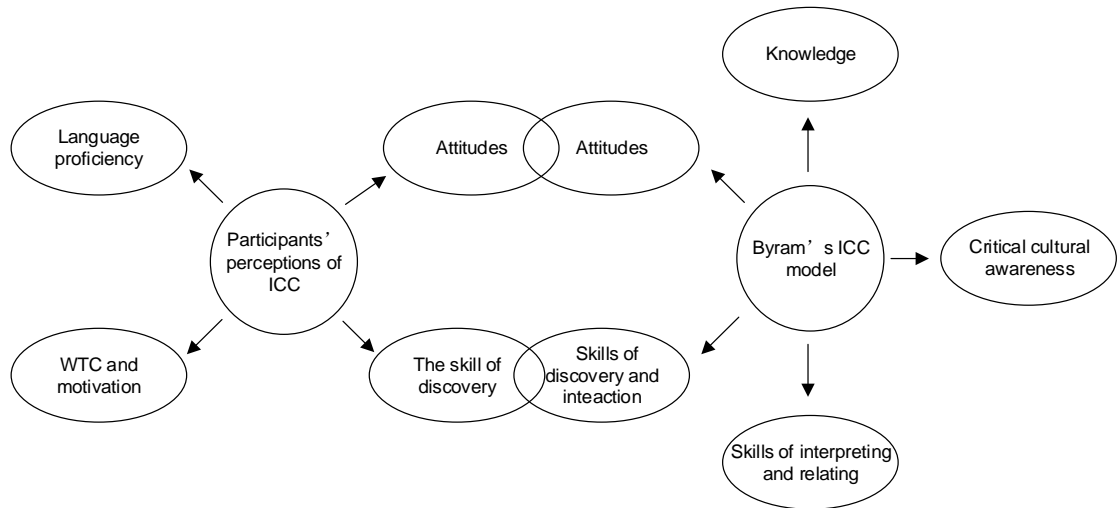 Knowledge
Language
proficiency
Attitudes
Attitudes
Participants’
perceptions of
ICC
Byram’s ICC
model
Critical cultural
awareness
WTC and
motivation
The skill of
discovery
Skills of
discovery and
inteaction
Skills of interpreting
and relating